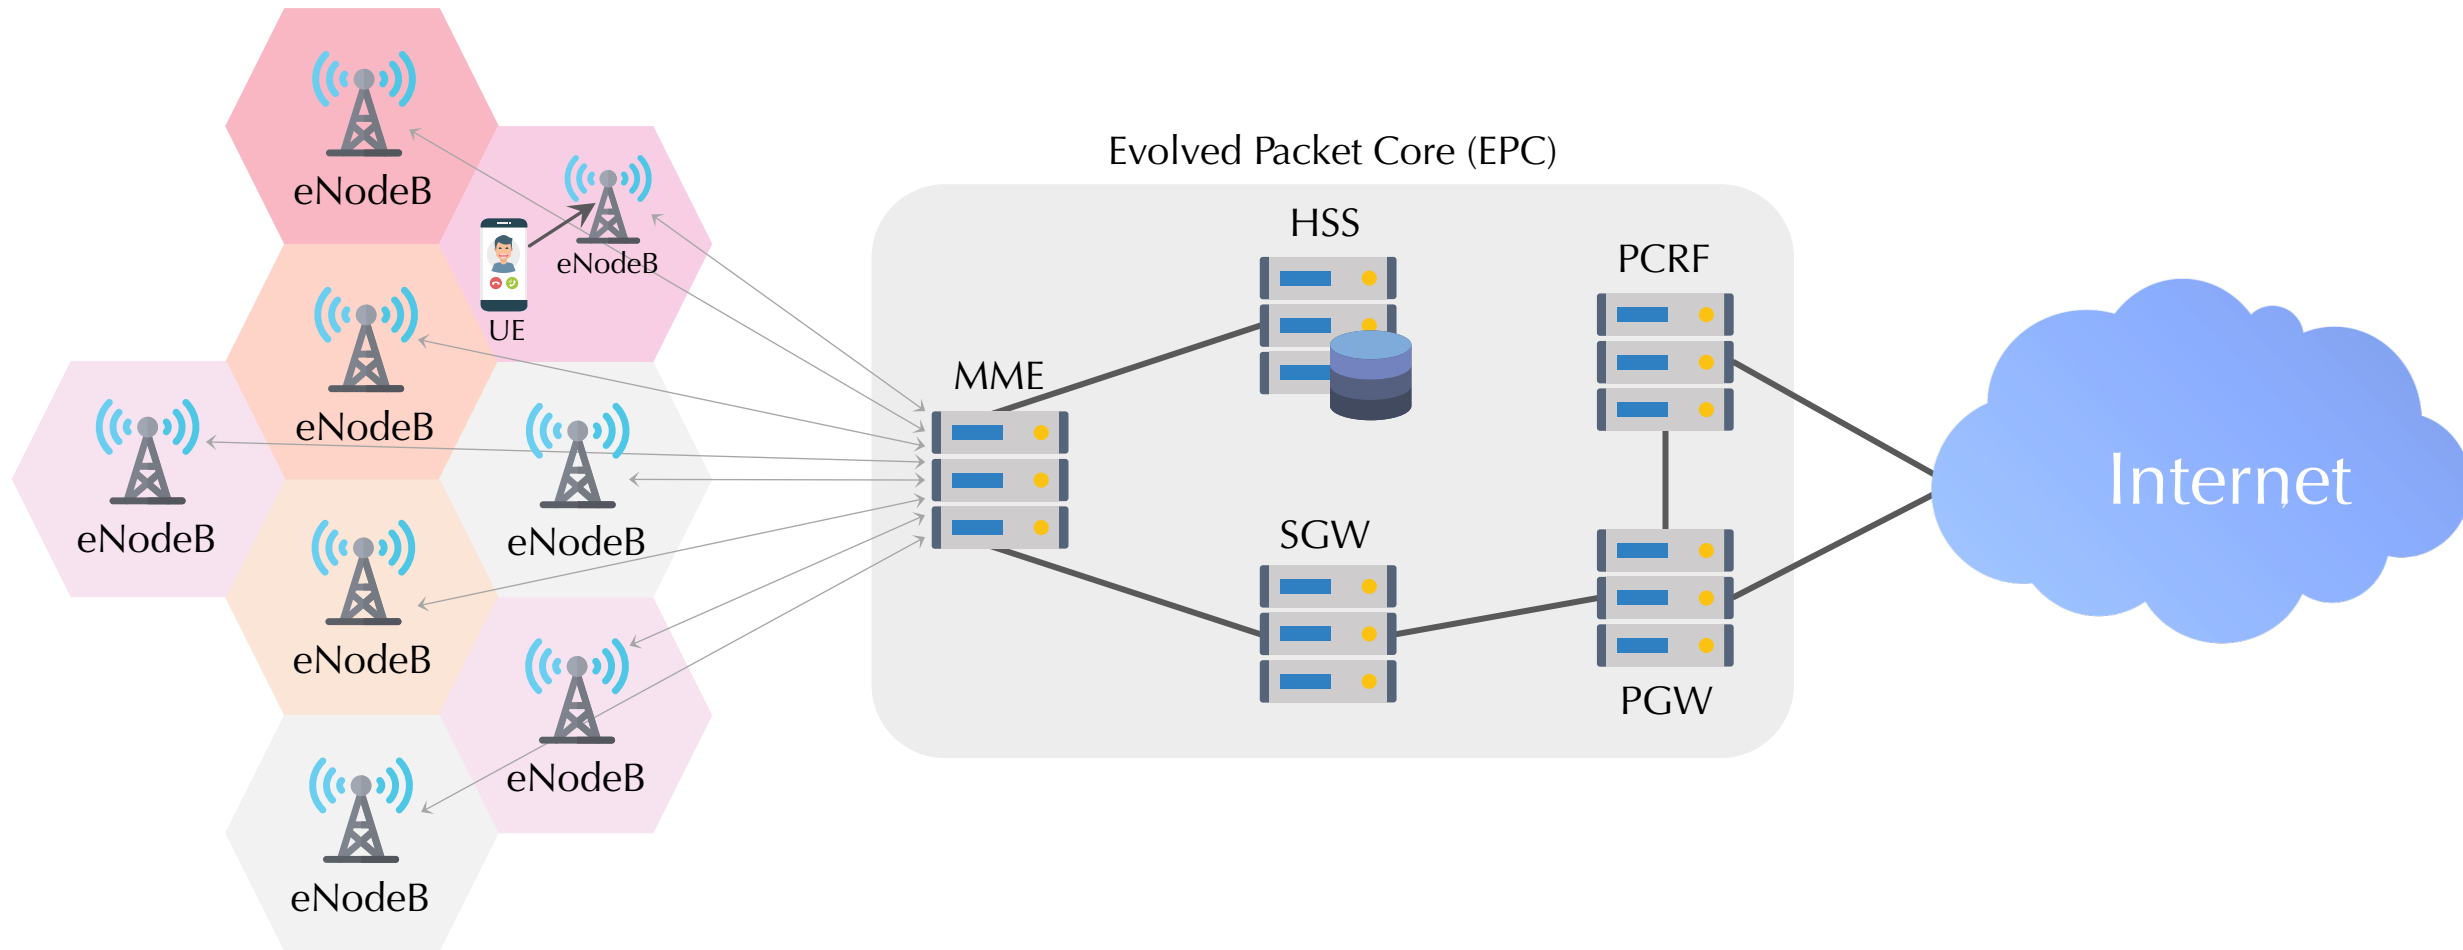 eNodeB
eNodeB
UE
eNodeB
eNodeB
eNodeB
eNodeB
eNodeB
eNodeB
Evolved Packet Core (EPC)
HSS
PCRF
MME
SGW
PGW
Internet